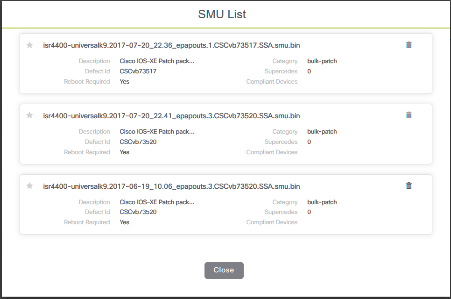 SMU List
isr4400-universalk9.2017-07-20_22.36_epapouts.1.CSCvb73517.SSA.smu.bin
Description Cisco IOS-XE Patch pack... Category bulk-patch
Defect Id CSCvb73517 Supercedes 0
Reboot Required Yes Compliant Devices
isr4400-universalk9.2017-07-20_22.41_epapouts.3.CSCvb73520.SSA.smu.bin
Description Cisco IOS-XE Patch pack... Category bulk-patch
Defect Id CSCvb73520 Supercedes 0
Reboot Required Yes Compliant Devices
isr4400-universalk9.2017-06-19_10.06_epapouts.3.CSCvb73520.SSA.smu.bin
Description Cisco IOS-XE Patch pack... Category bulk-patch
Defect Id CSCvb73520 Supercedes 0
Reboot Required Yes Compliant Devices
Close